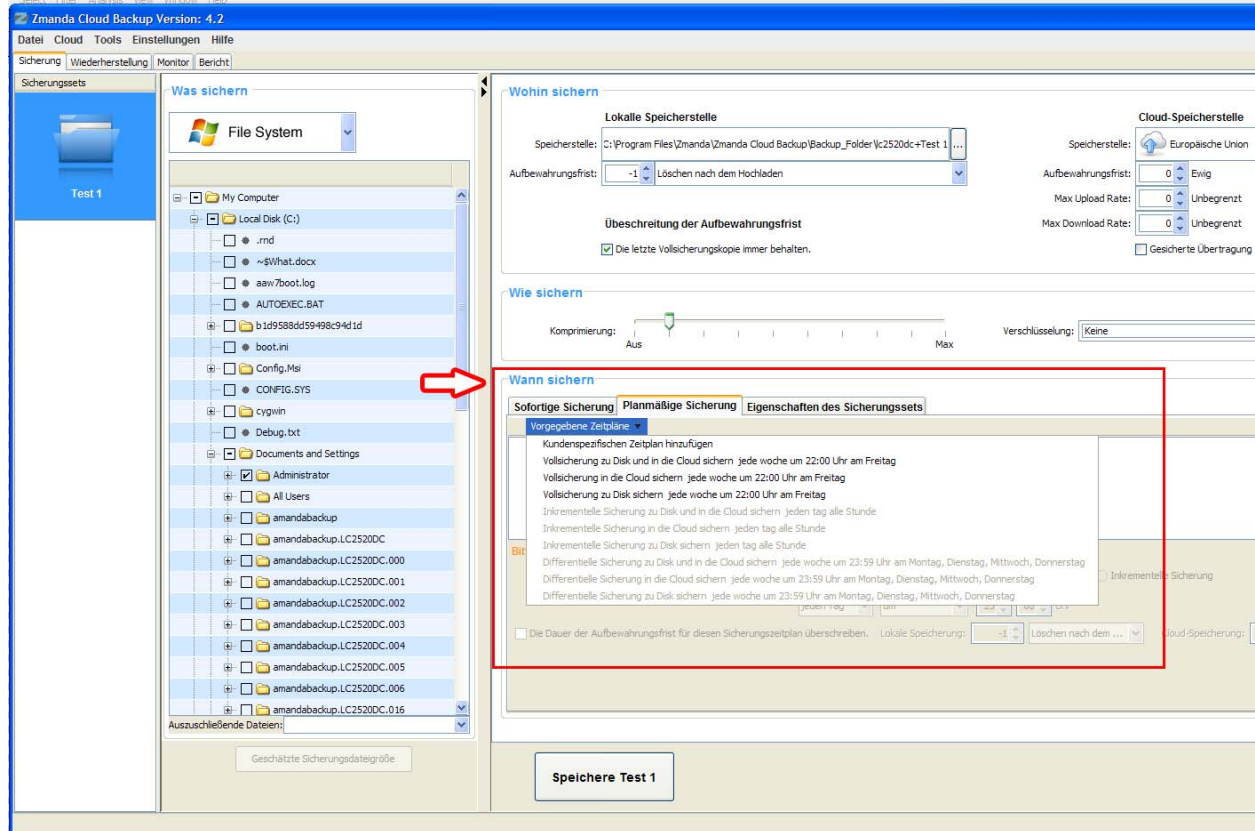 Select Filter Analysis View Window Help
Zmanda Cloud Backup Version: 4.2
Datei Cloud Tools Einstellungen Hilfe
Sicherung Wiederherstellung Monitor Bericht
Sicherungssets
Test 1
Was sichern
File System
My Computer
Local Disk (C:)
.rnd
~$What.docx
aaw7boot.log
AUTOEXEC.BAT
b1d9588dd59498c94d1d
boot.ini
Config.Msi
CONFIG.SYS
cygwin
Debug.txt
Documents and Settings
Administrator
All Users
amandabackup
amandabackup.LC2520DC
amandabackup.LC2520DC.000
amandabackup.LC2520DC.001
amandabackup.LC2520DC.002
amandabackup.LC2520DC.003
amandabackup.LC2520DC.004
amandabackup.LC2520DC.005
amandabackup.LC2520DC.006
amandabackup.LC2520DC.016
Auszuschließende Dateien:
Geschätzte Sicherungsdateigröße
Wohin sichern
Lokalle Speicherstelle
Speicherstelle: C:\Program Files\Zmanda\Zmanda Cloud Backup\Backup_Folder\lc2520dc+Test 1 ...
Aufbewahrungsfrist: -1 Löschen nach dem Hochladen
Übeschreitung der Aufbewahrungsfrist
Die letzte Vollsicherungskopie immer behalten.
Cloud-Speicherstelle
Speicherstelle: Europäische Union
Aufbewahrungsfrist: 0 Ewig
Max Upload Rate: 0 Unbegrenzt
Max Download Rate: 0 Unbegrenzt
Gesicherte Übertragung
Wie sichern
Komprimierung:
Aus Max
Verschlüsselung: Keine
Wann sichern
Sofortige Sicherung Planmäßige Sicherung Eigenschaften des Sicherungssets
Vorgegebene Zeitpläne
Kundenspezifischen Zeitplan hinzufügen
Vollsicherung zu Disk und in die Cloud sichern jede woche um 22:00 Uhr am Freitag
Vollsicherung in die Cloud sichern jede woche um 22:00 Uhr am Freitag
Vollsicherung zu Disk sichern jede woche um 22:00 Uhr am Freitag
Inkrementelle Sicherung zu Disk und in die Cloud sichern jeden tag alle Stunde
Inkrementelle Sicherung in die Cloud sichern jeden tag alle Stunde
Inkrementelle Sicherung zu Disk sichern jeden tag alle Stunde
Differentielle Sicherung zu Disk und in die Cloud sichern jede woche um 23:59 Uhr am Montag, Dienstag, Mittwoch, Donnerstag
Differentielle Sicherung in die Cloud sichern jede woche um 23:59 Uhr am Montag, Dienstag, Mittwoch, Donnerstag
Differentielle Sicherung zu Disk sichern jede woche um 23:59 Uhr am Montag, Dienstag, Mittwoch, Donnerstag
Inkrementelle Sicherung
jeden Tag um
Die Dauer der Aufbewahrungsfrist für diesen Sicherungszeitplan überschreiben. Lokale Speicherung: -1 Löschen nach dem ... Cloud-Speicherung:
Speichere Test 1